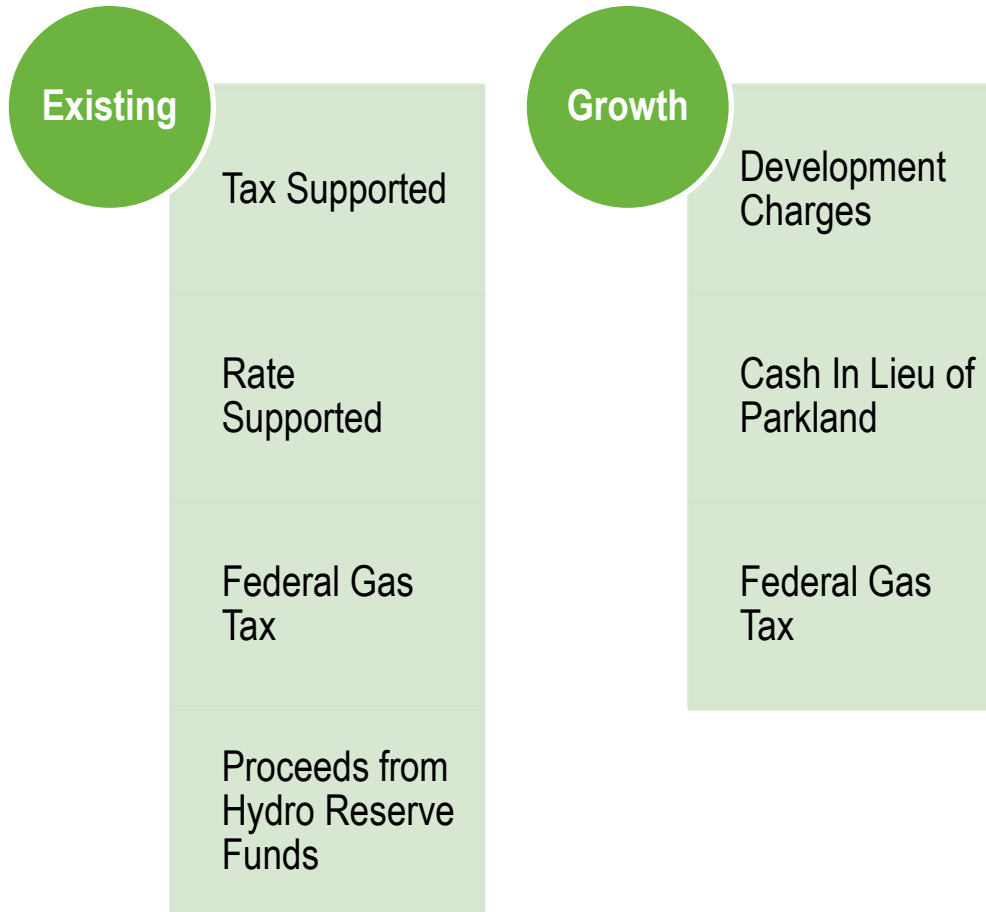 Existing
Tax Supported
Rate
Supported
Federal Gas
Tax
Proceeds from
Hydro Reserve
Funds
Growth
Development
Charges
Cash In Lieu of
Parkland
Federal Gas
Tax